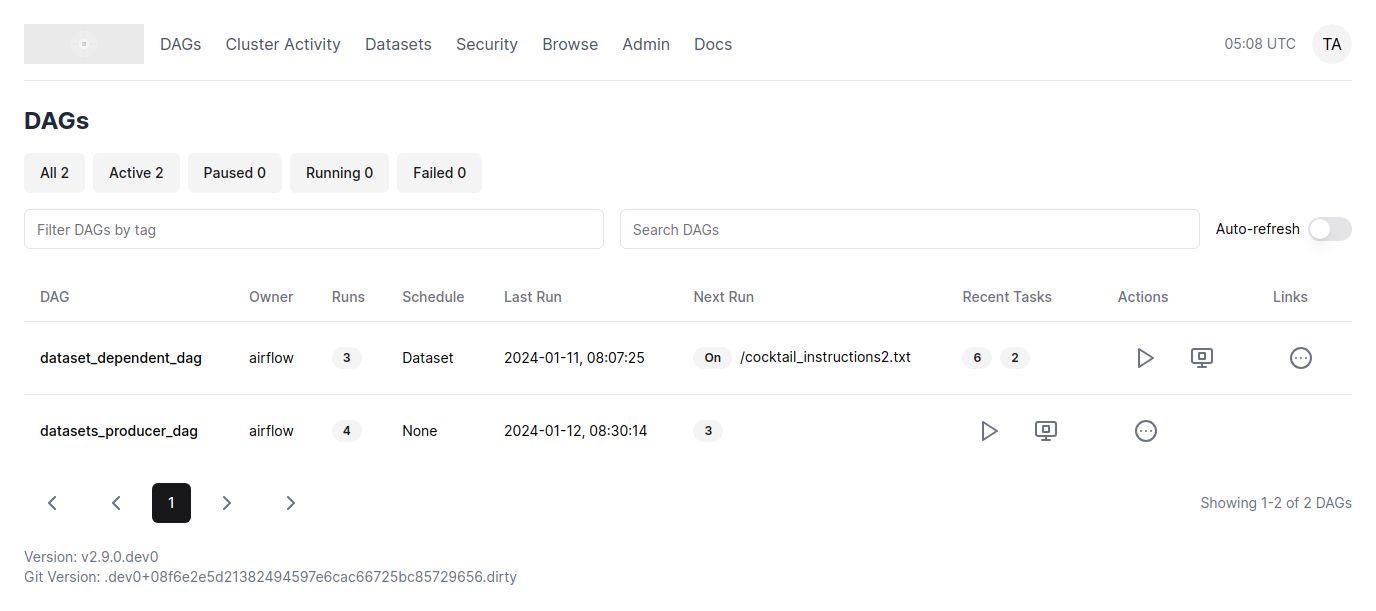 DAGs Cluster Activity Datasets Security Browse Admin Docs 05:08 UTC TA
DAGs
All 2 Active 2 Paused 0 Running 0 Failed 0
Filter DAGs by tag Search DAGs Auto-refresh
DAG Owner Runs Schedule Last Run Next Run Recent Tasks Actions Links
dataset_dependent_dag airflow 3 Dataset 2024-01-11, 08:07:25 On /cocktail_instructions2.txt 6 2
datasets_producer_dag airflow 4 None 2024-01-12, 08:30:14 3
1 Showing 1-2 of 2 DAGs
Version: v2.9.0.dev0
Git Version: .dev0+08f6e2e5d21382494597e6cac66725bc85729656.dirty